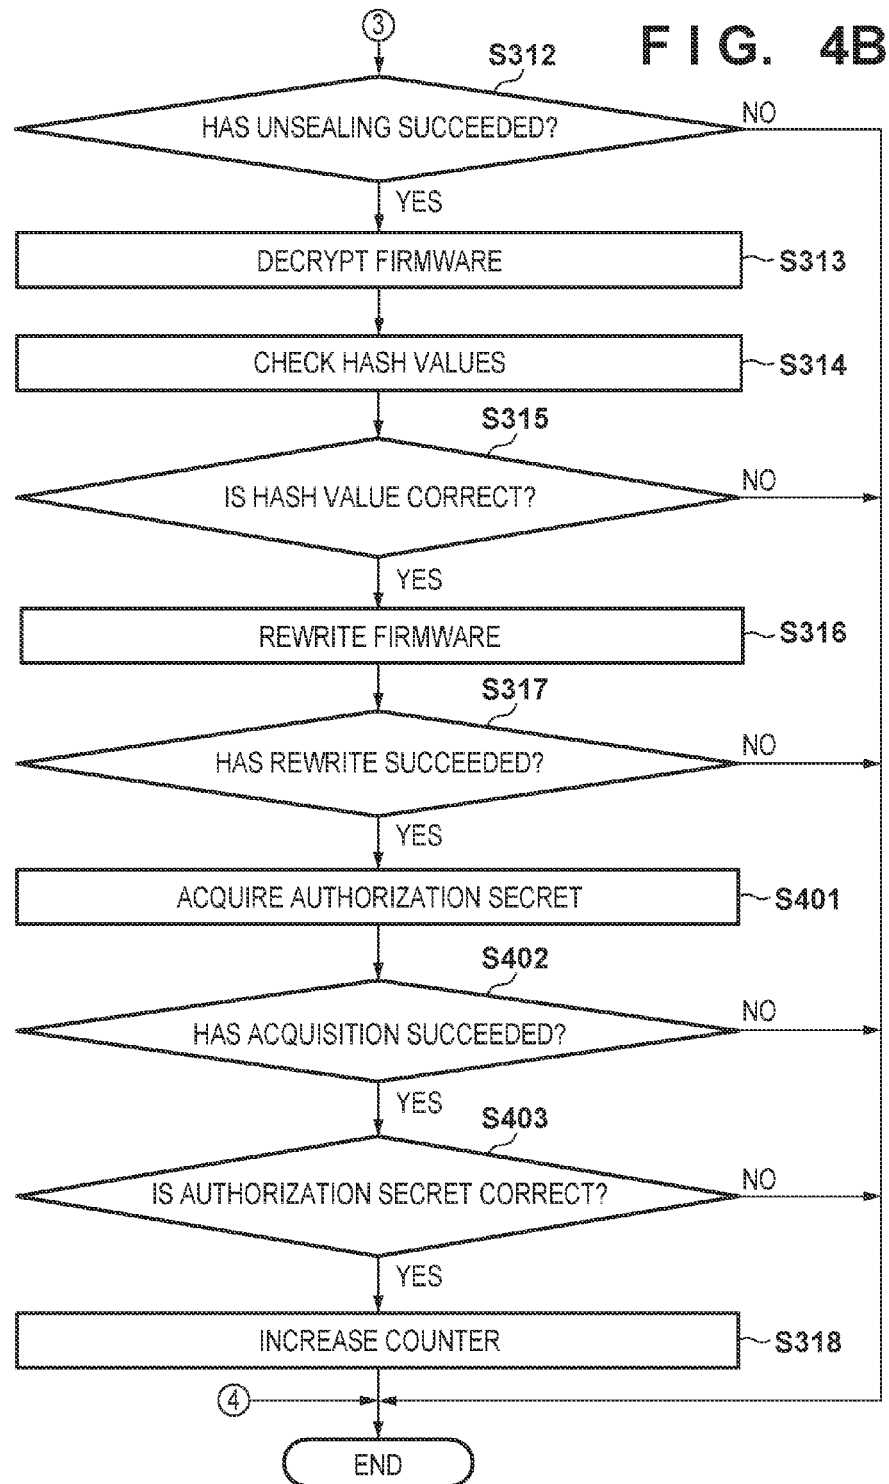 3
FIG. 4B
S312
HAS UNSEALING SUCCEEDED?
NO
YES
DECRYPT FIRMWARE
S313
CHECK HASH VALUES
S314
S315
IS HASH VALUE CORRECT?
NO
YES
REWRITE FIRMWARE
S316
S317
HAS REWRITE SUCCEEDED?
NO
YES
ACQUIRE AUTHORIZATION SECRET
S401
S402
HAS ACQUISITION SUCCEEDED?
NO
YES
S403
IS AUTHORIZATION SECRET CORRECT?
NO
YES
INCREASE COUNTER
S318
4
END